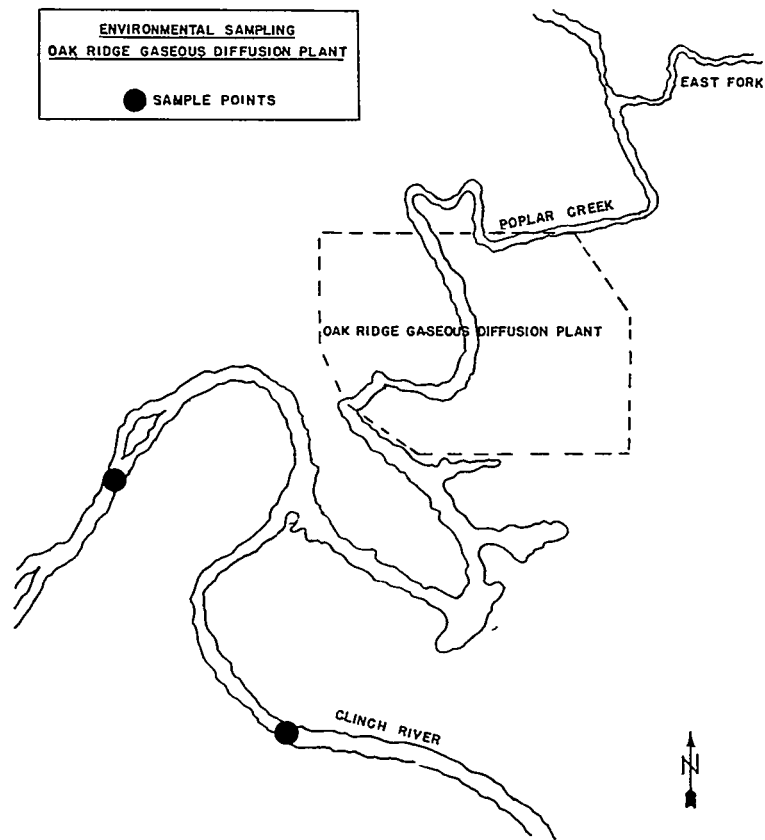 ENVIRONMENTAL SAMPLING
OAK RIDGE GASEOUS DIFFUSION PLANT
SAMPLE POINTS
EAST FORK
POPLAR CREEK
OAK RIDGE GASEOUS DIFFUSION PLANT
CLINCH RIVER
N